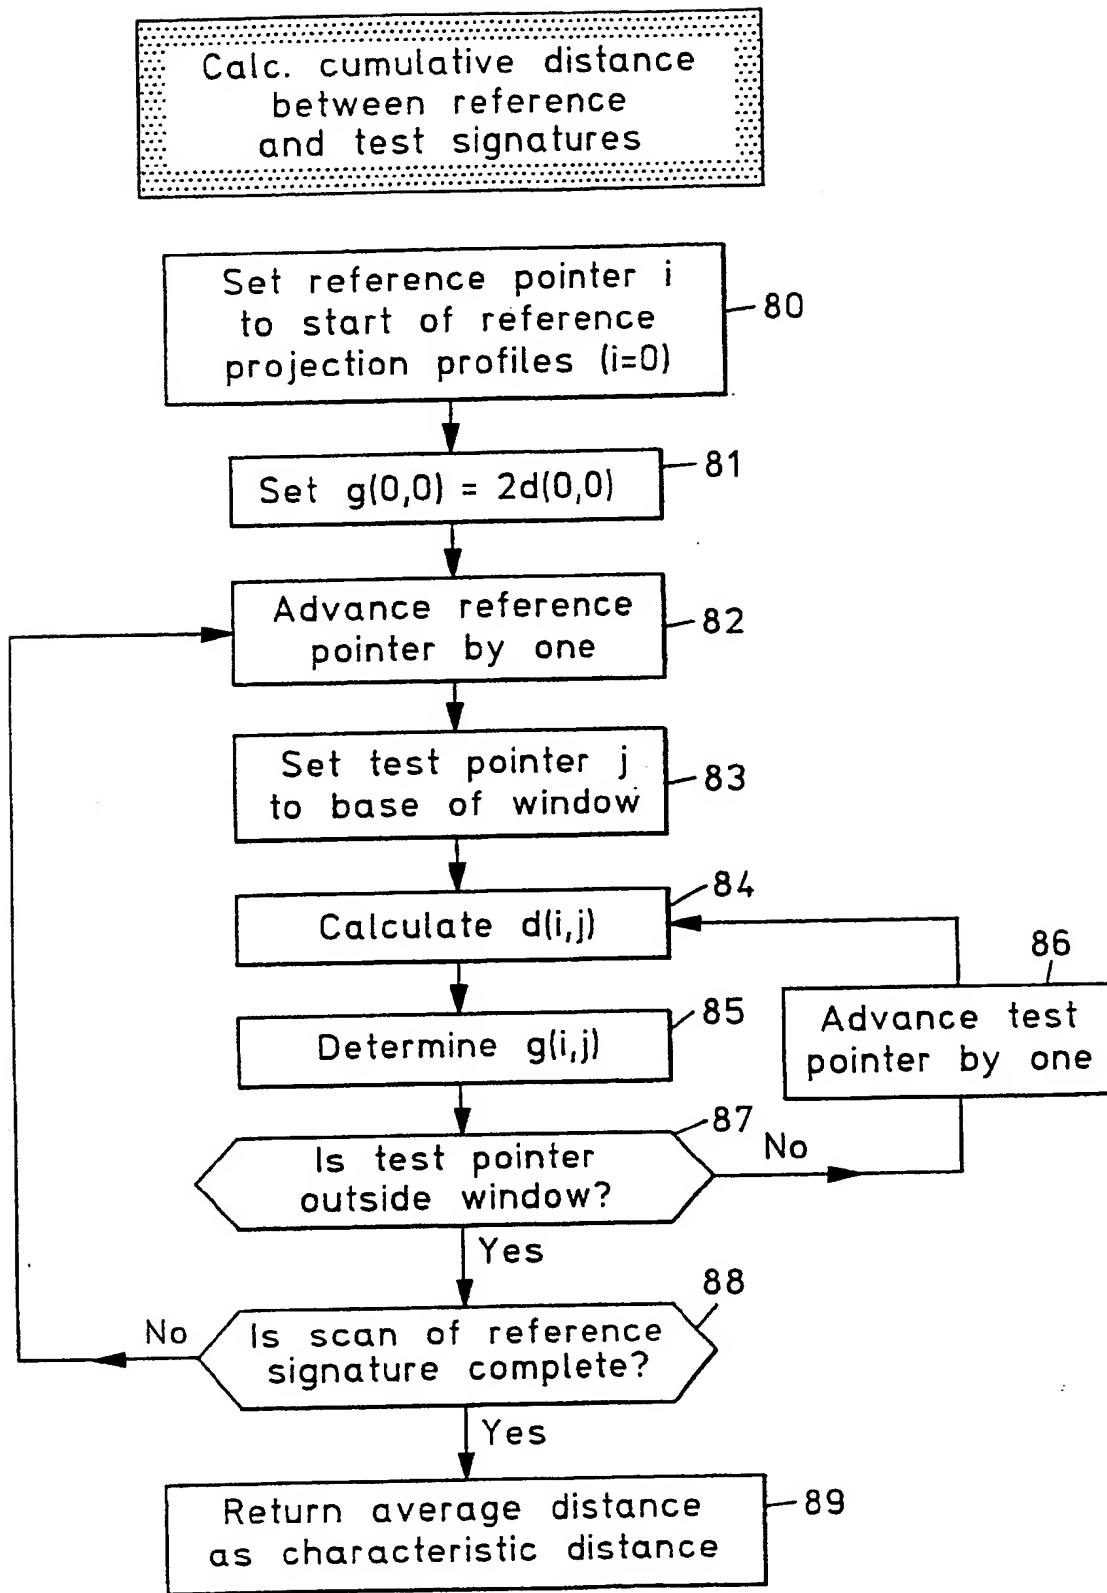 Calc. cumulative distance
between reference
and test signatures
Set reference pointer i
to start of reference
projection profiles (i=0)
80
Set g(0,0) = 2d(0,0)
81
Advance reference
pointer by one
82
Set test pointer j
to base of window
83
Calculate d(i,j)
84
Determine g(i,j)
85
86
Advance test
pointer by one
87
Is test pointer
outside window?
No
Yes
88
Is scan of reference
signature complete?
No
Yes
Return average distance
as characteristic distance
89